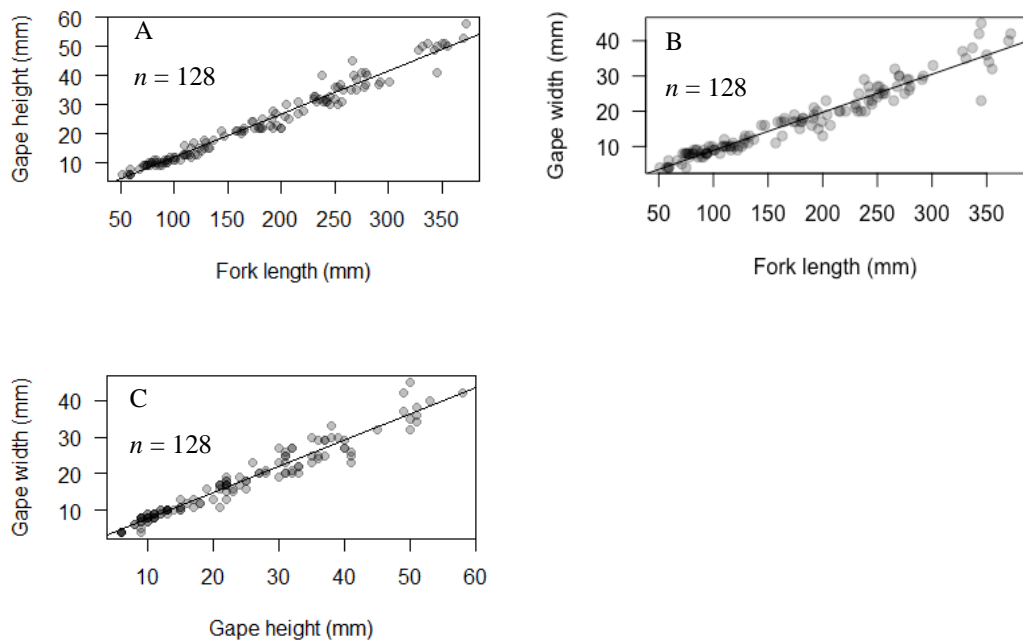 A
n = 128
Gape height (mm)
60
50
40
30
20
10
50 100 150 200 250 300 350
Fork length (mm)
B
n = 128
Gape width (mm)
40
30
20
10
50 100 150 200 250 300 350
Fork length (mm)
C
n = 128
Gape width (mm)
40
30
20
10
10 20 30 40 50 60
Gape height (mm)